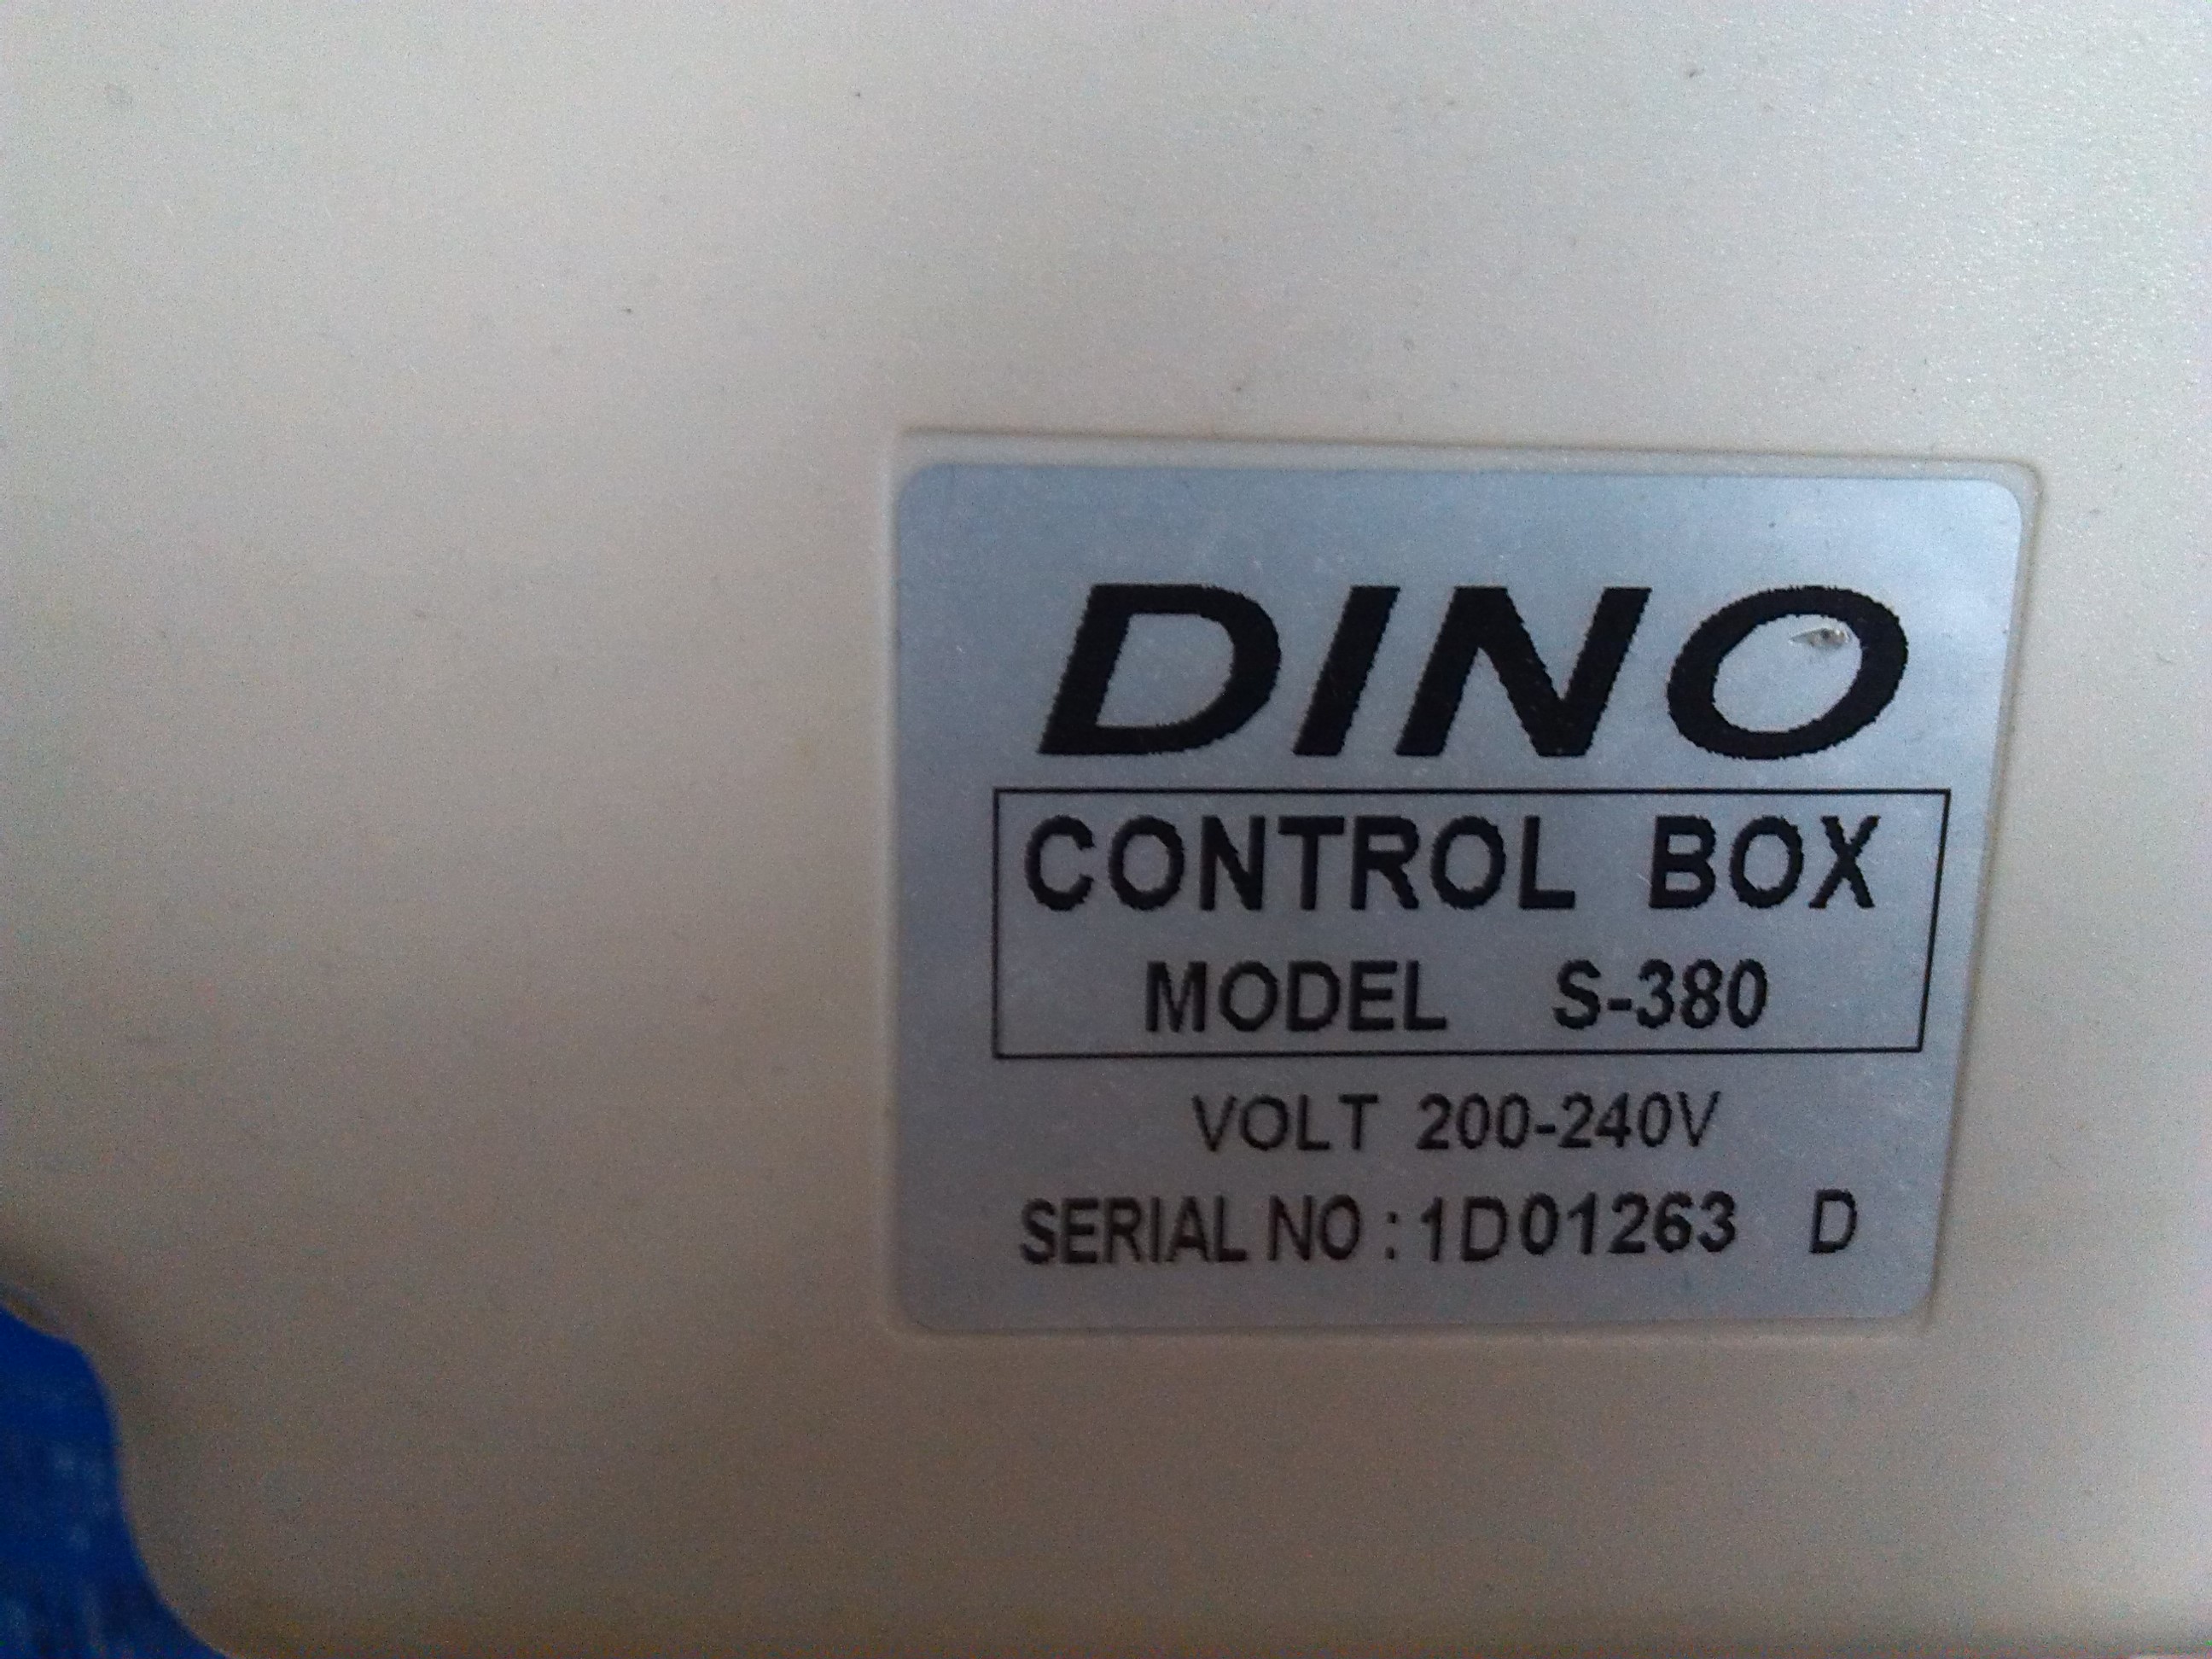 DINO
CONTROL BOX
MODEL S-380
VOLT 200-240V
SERIAL NO : 1D01263 D